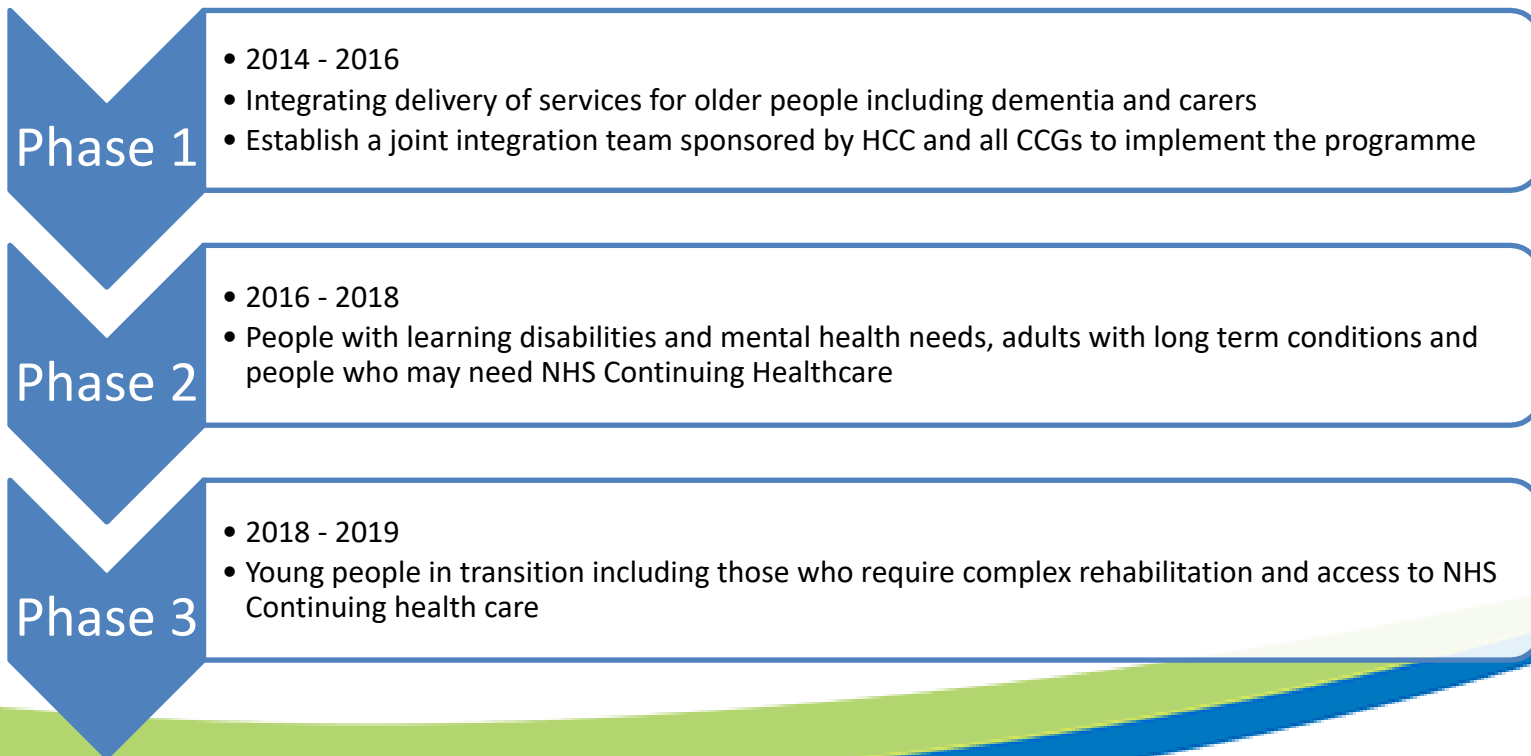 Phase 1
• 2014 - 2016
• Integrating delivery of services for older people including dementia and carers
• Establish a joint integration team sponsored by HCC and all CCGs to implement the programme
Phase 2
• 2016 - 2018
• People with learning disabilities and mental health needs, adults with long term conditions and
people who may need NHS Continuing Healthcare
Phase 3
• 2018 - 2019
• Young people in transition including those who require complex rehabilitation and access to NHS
Continuing health care